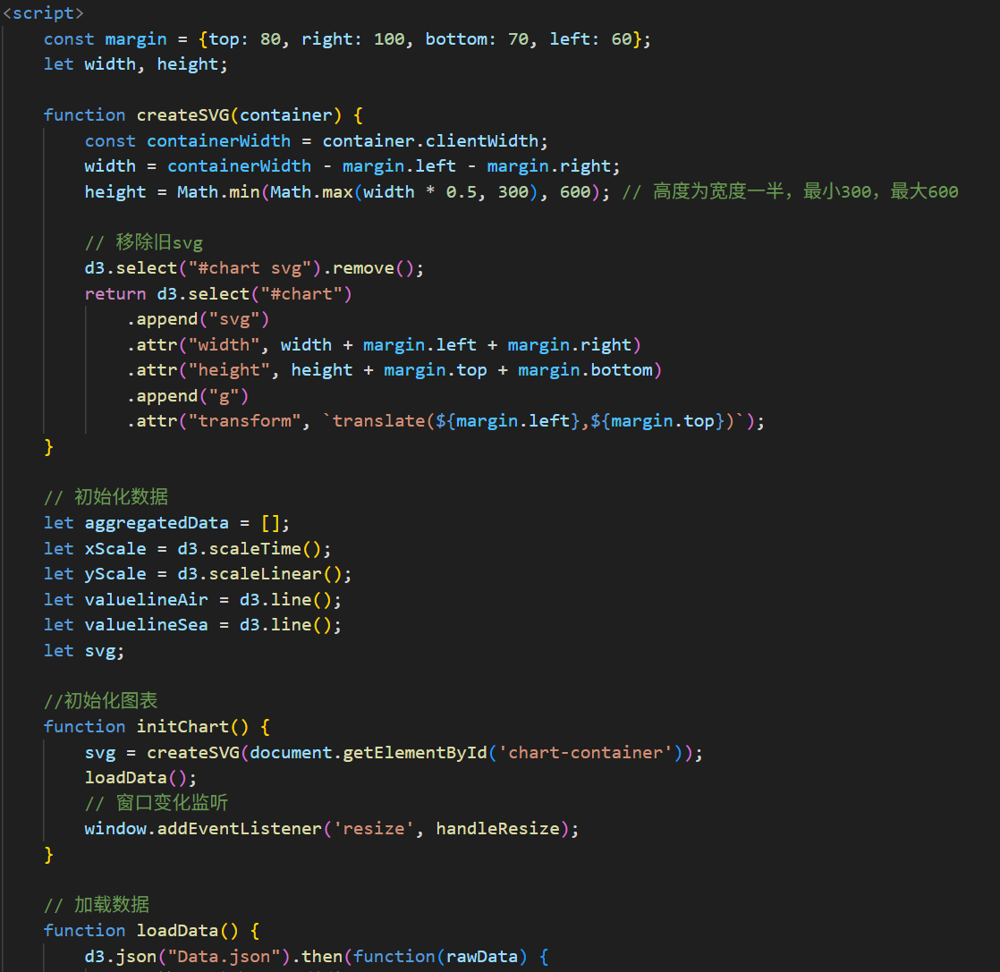 <script>
const margin = {top: 80, right: 100, bottom: 70, left: 60};
let width, height;
function createSVG(container) {
const containerWidth = container.clientWidth;
width = containerWidth - margin.left - margin.right;
height = Math.min(Math.max(width * 0.5, 300), 600); // 高度为宽度一半，最小300，最大600
// 移除旧svg
d3.select("#chart svg").remove();
return d3.select("#chart")
.append("svg")
.attr("width", width + margin.left + margin.right)
.attr("height", height + margin.top + margin.bottom)
.append("g")
.attr("transform", `translate(${margin.left},${margin.top})`);
}
// 初始化数据
let aggregatedData = [];
let xScale = d3.scaleTime();
let yScale = d3.scaleLinear();
let valuelineAir = d3.line();
let valuelineSea = d3.line();
let svg;
//初始化图表
function initChart() {
svg = createSVG(document.getElementById('chart-container'));
loadData();
// 窗口变化监听
window.addEventListener('resize', handleResize);
}
// 加载数据
function loadData() {
d3.json("Data.json").then(function(rawData) {